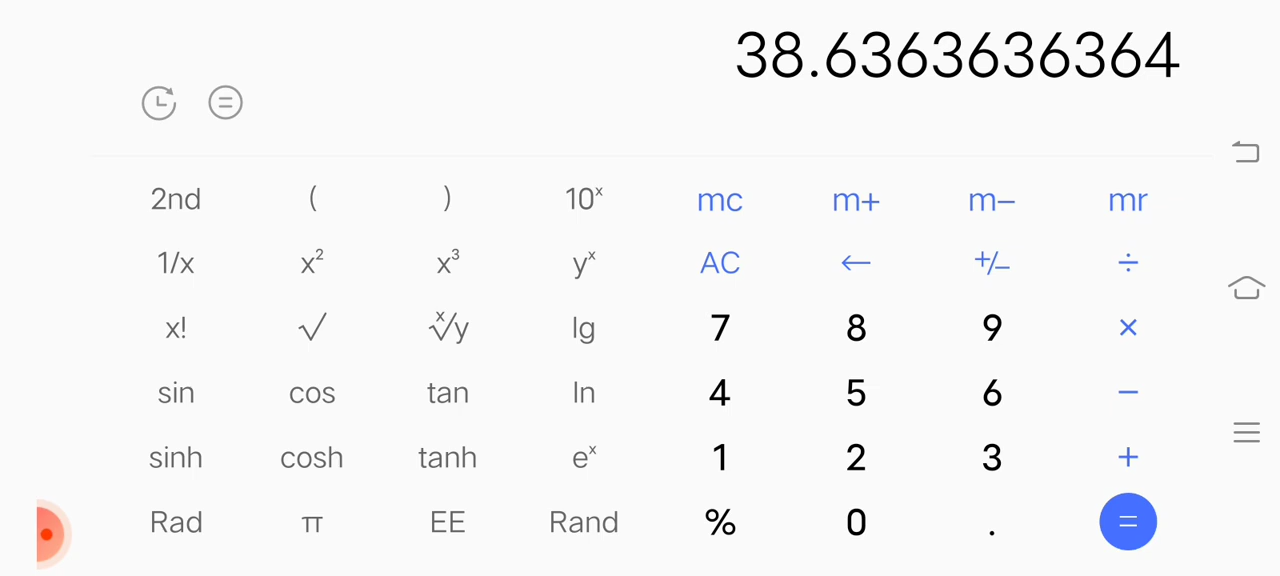 38.6363636364
2nd ( ) 10ˣ mc m+ m− mr
1/x x² x³ yˣ AC ← +/− ÷
x! √ ˣ√y lg 7 8 9 ×
sin cos tan ln 4 5 6 −
sinh cosh tanh eˣ 1 2 3 +
Rad π EE Rand % 0 . =